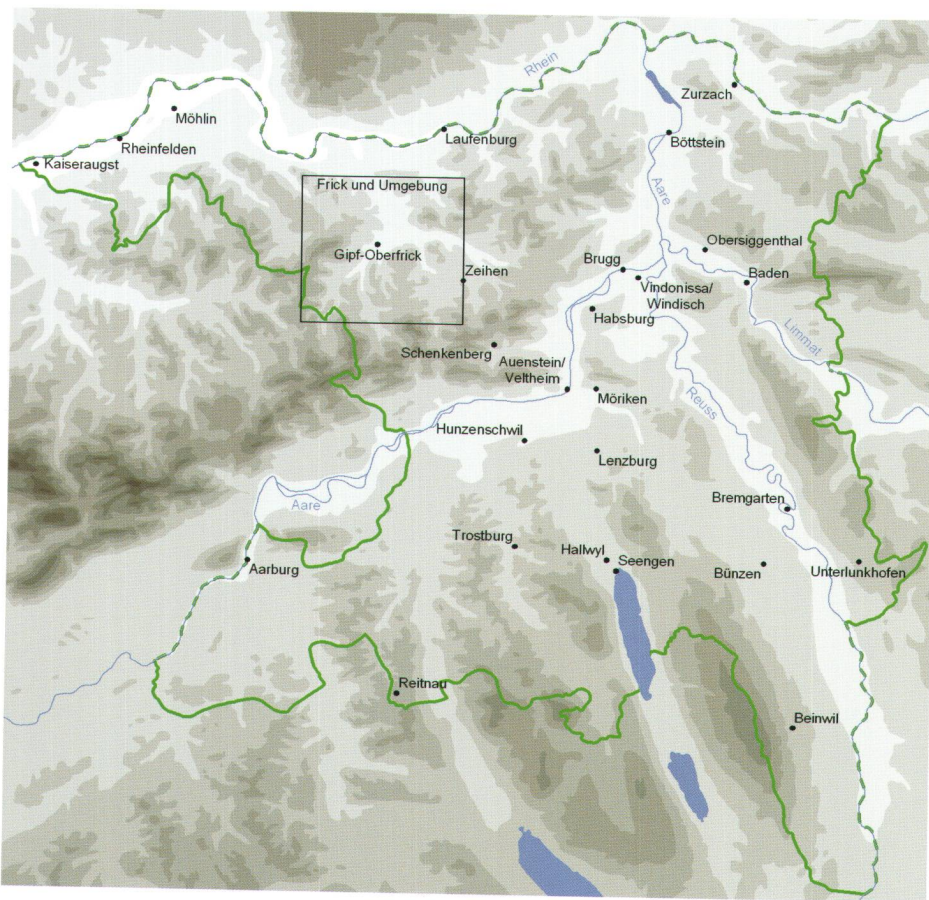 Rhein
Zurzach
Möhlin
Laufenburg
Böttstein
Rheinfelden
Kaiseraugst
Frick und Umgebung
Aare
Gipf-Oberfrick
Obersiggenthal
Brugg
Zeihen
Baden
Vindonissa/
Windisch
Habsburg
Limmat
Schenkenberg
Auenstein/
Veltheim
Möriken
Reuss
Hunzenschwil
Lenzburg
Bremgarten
Aare
Trostburg
Hallwyl
Seengen
Aarburg
Bünzen
Unterlunkhofen
Reitnau
Beinwil